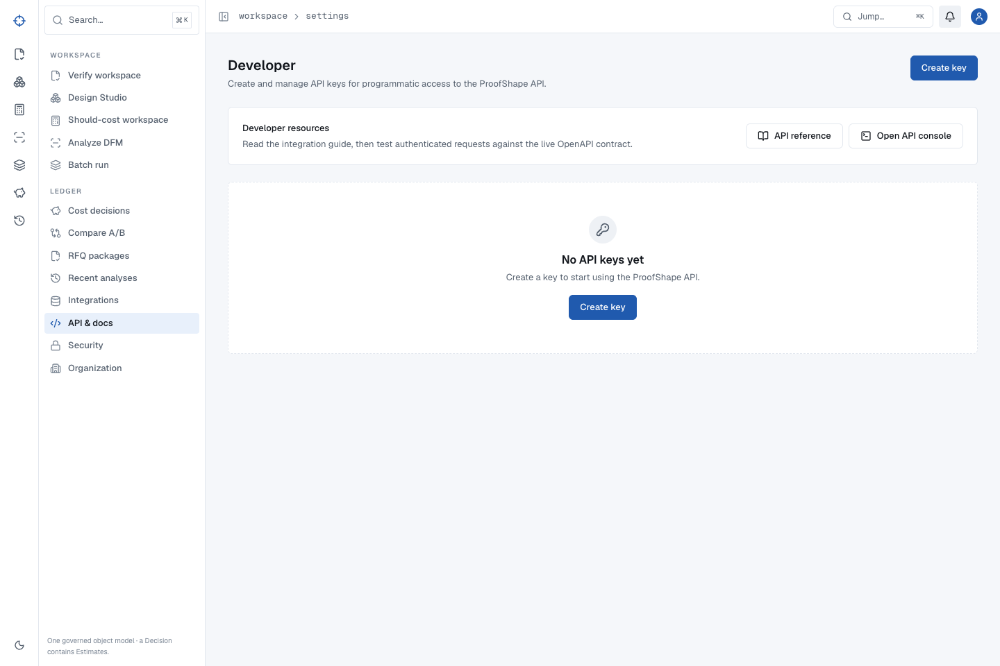 Search...
⌘ K
WORKSPACE
Verify workspace
Design Studio
Should-cost workspace
Analyze DFM
Batch run
LEDGER
Cost decisions
Compare A/B
RFQ packages
Recent analyses
Integrations
API & docs
Security
Organization
One governed object model · a Decision
contains Estimates.
workspace > settings
Jump...
⌘K
Developer
Create and manage API keys for programmatic access to the ProofShape API.
Create key
Developer resources
Read the integration guide, then test authenticated requests against the live OpenAPI contract.
API reference
Open API console
No API keys yet
Create a key to start using the ProofShape API.
Create key